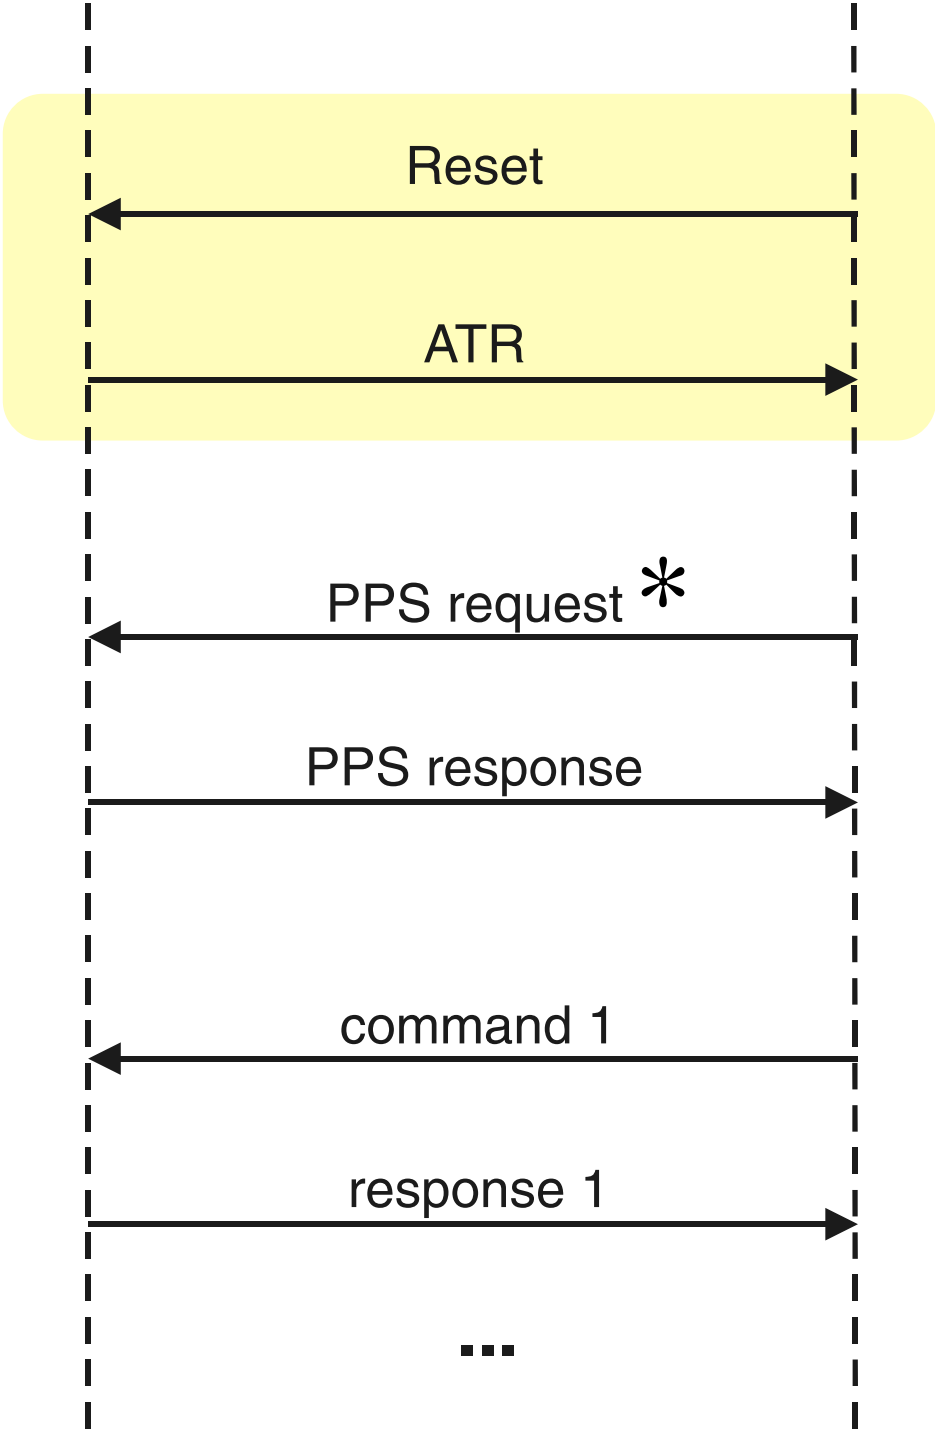 Reset
ATR
PPS request *
PPS response
command 1
response 1
...